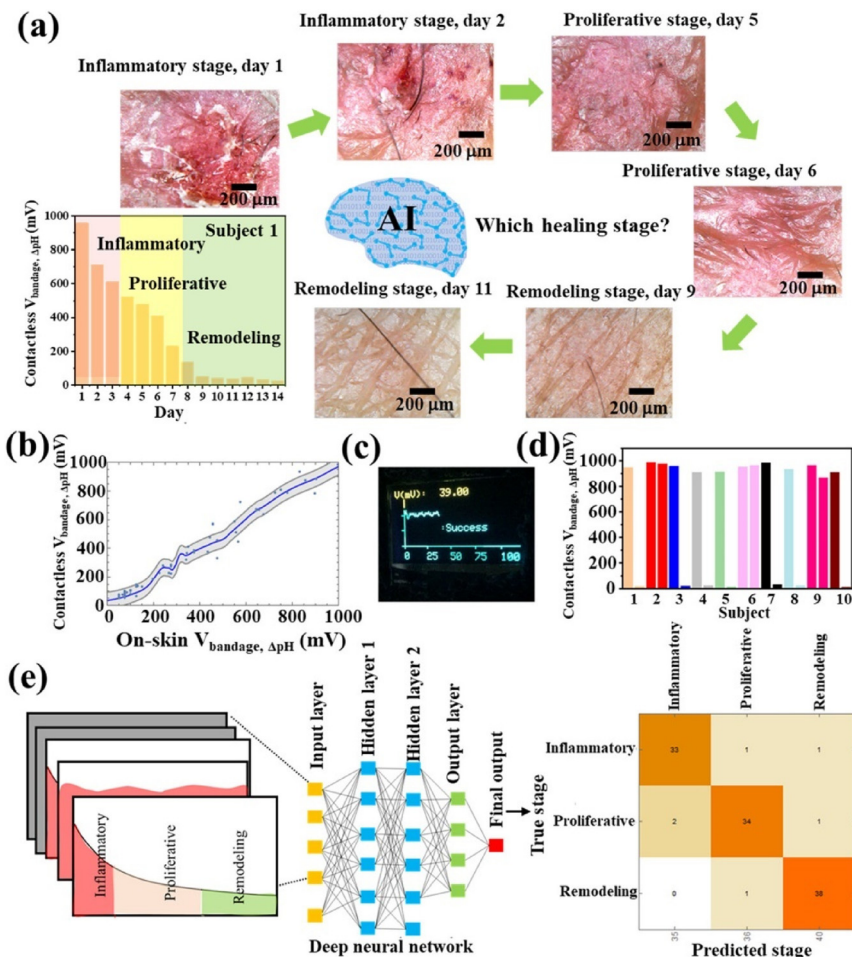 (a)
Inflammatory stage, day 1
Inflammatory stage, day 2
Proliferative stage, day 5
200 µm
200 µm
200 µm
Proliferative stage, day 6
200 µm
AI
Which healing stage?
Remodeling stage, day 11
Remodeling stage, day 9
200 µm
200 µm
Contactless Vbandage, ΔpH (mV)
1000
800
600
400
200
0
Subject 1
Inflammatory
Proliferative
Remodeling
1 2 3 4 5 6 7 8 9 10 11 12 13 14
Day
(b)
Contactless Vbandage, ΔpH (mV)
1000
800
600
400
200
0
0 200 400 600 800 1000
On-skin Vbandage, ΔpH (mV)
(c)
V(mV): 39.00
:Success
0 25 50 75 100
(d)
Contactless Vbandage, ΔpH (mV)
1000
800
600
400
200
0
1 2 3 4 5 6 7 8 9 10
Subject
(e)
Inflammatory
Proliferative
Remodeling
Input layer
Hidden layer 1
Hidden layer 2
Output layer
Final output
Deep neural network
True stage
Inflammatory
Proliferative
Remodeling
Inflammatory
33 1 1
Proliferative
2 34 1
Remodeling
0 1 38
35 36 40
Predicted stage